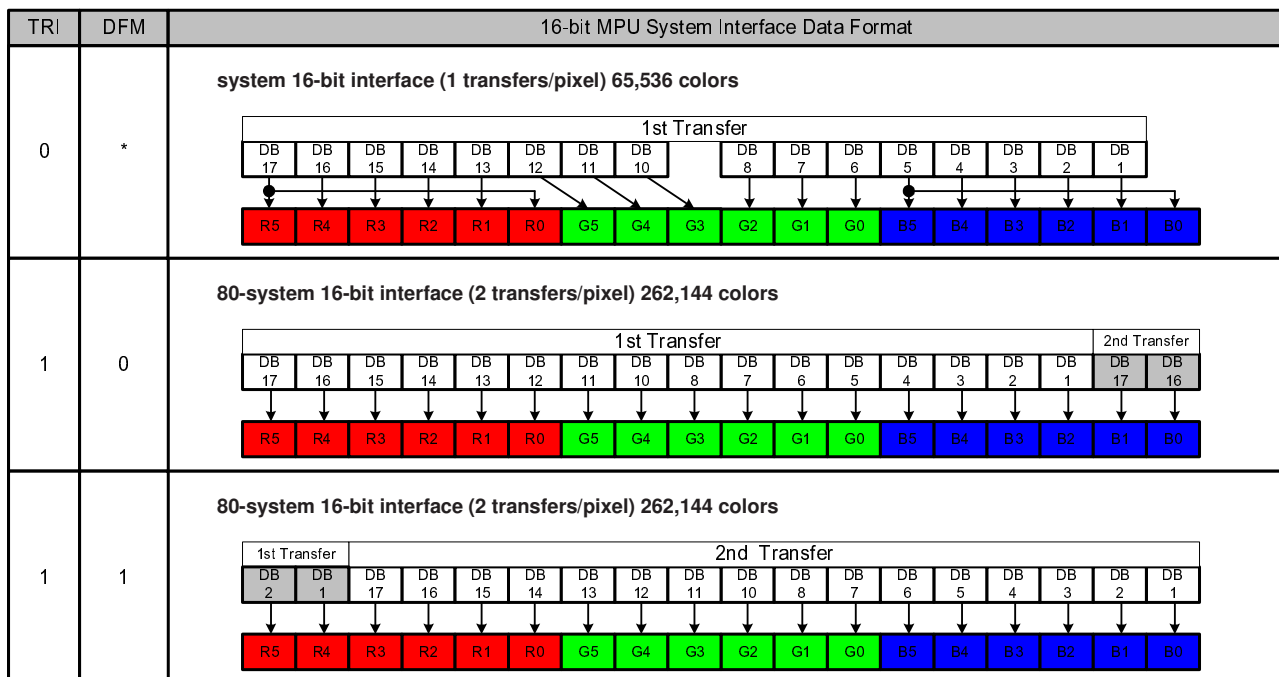 TRI DFM 16-bit MPU System Interface Data Format
system 16-bit interface (1 transfers/pixel) 65,536 colors
0 *
1st Transfer
DB DB DB DB DB DB DB DB DB DB DB DB DB DB DB DB
17 16 15 14 13 12 11 10 8 7 6 5 4 3 2 1
R5 R4 R3 R2 R1 R0 G5 G4 G3 G2 G1 G0 B5 B4 B3 B2 B1 B0
80-system 16-bit interface (2 transfers/pixel) 262,144 colors
1 0
1st Transfer 2nd Transfer
DB DB DB DB DB DB DB DB DB DB DB DB DB DB DB DB DB DB
17 16 15 14 13 12 11 10 8 7 6 5 4 3 2 1 17 16
R5 R4 R3 R2 R1 R0 G5 G4 G3 G2 G1 G0 B5 B4 B3 B2 B1 B0
80-system 16-bit interface (2 transfers/pixel) 262,144 colors
1 1
1st Transfer 2nd Transfer
DB DB DB DB DB DB DB DB DB DB DB DB DB DB DB DB DB DB
2 1 17 16 15 14 13 12 11 10 8 7 6 5 4 3 2 1
R5 R4 R3 R2 R1 R0 G5 G4 G3 G2 G1 G0 B5 B4 B3 B2 B1 B0